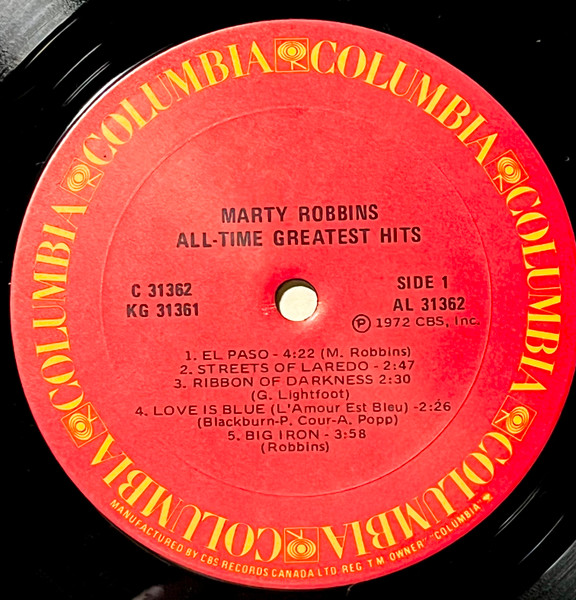 COLUMBIA COLUMBIA COLUMBIA COLUMBIA COLUMBIA COLUMBIA COLUMBIA COLUMBIA
MARTY ROBBINS
ALL-TIME GREATEST HITS
C 31362
KG 31361
SIDE 1
AL 31362
Ⓟ 1972 CBS, Inc.
1. EL PASO - 4:22 (M. Robbins)
2. STREETS OF LAREDO - 2:47
3. RIBBON OF DARKNESS 2:30
(G. Lightfoot)
4. LOVE IS BLUE (L'Amour Est Bleu) -2:26
(Blackburn-P. Cour-A. Popp)
5. BIG IRON - 3:58
(Robbins)
MANUFACTURED BY CBS RECORDS CANADA LTD. REG. T M OWNER "COLUMBIA"